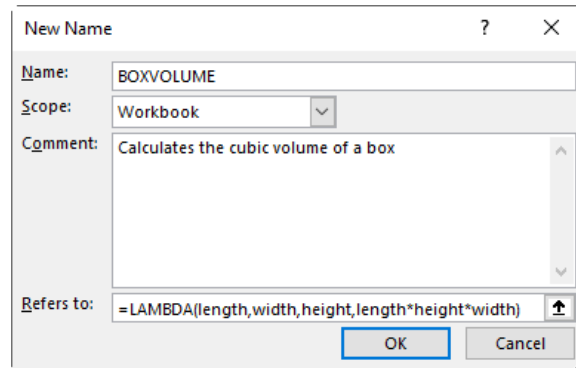 New Name
Name: BOXVOLUME
Scope: Workbook
Comment: Calculates the cubic volume of a box
Refers to: =LAMBDA(length,width,height,length*height*width)
OK Cancel